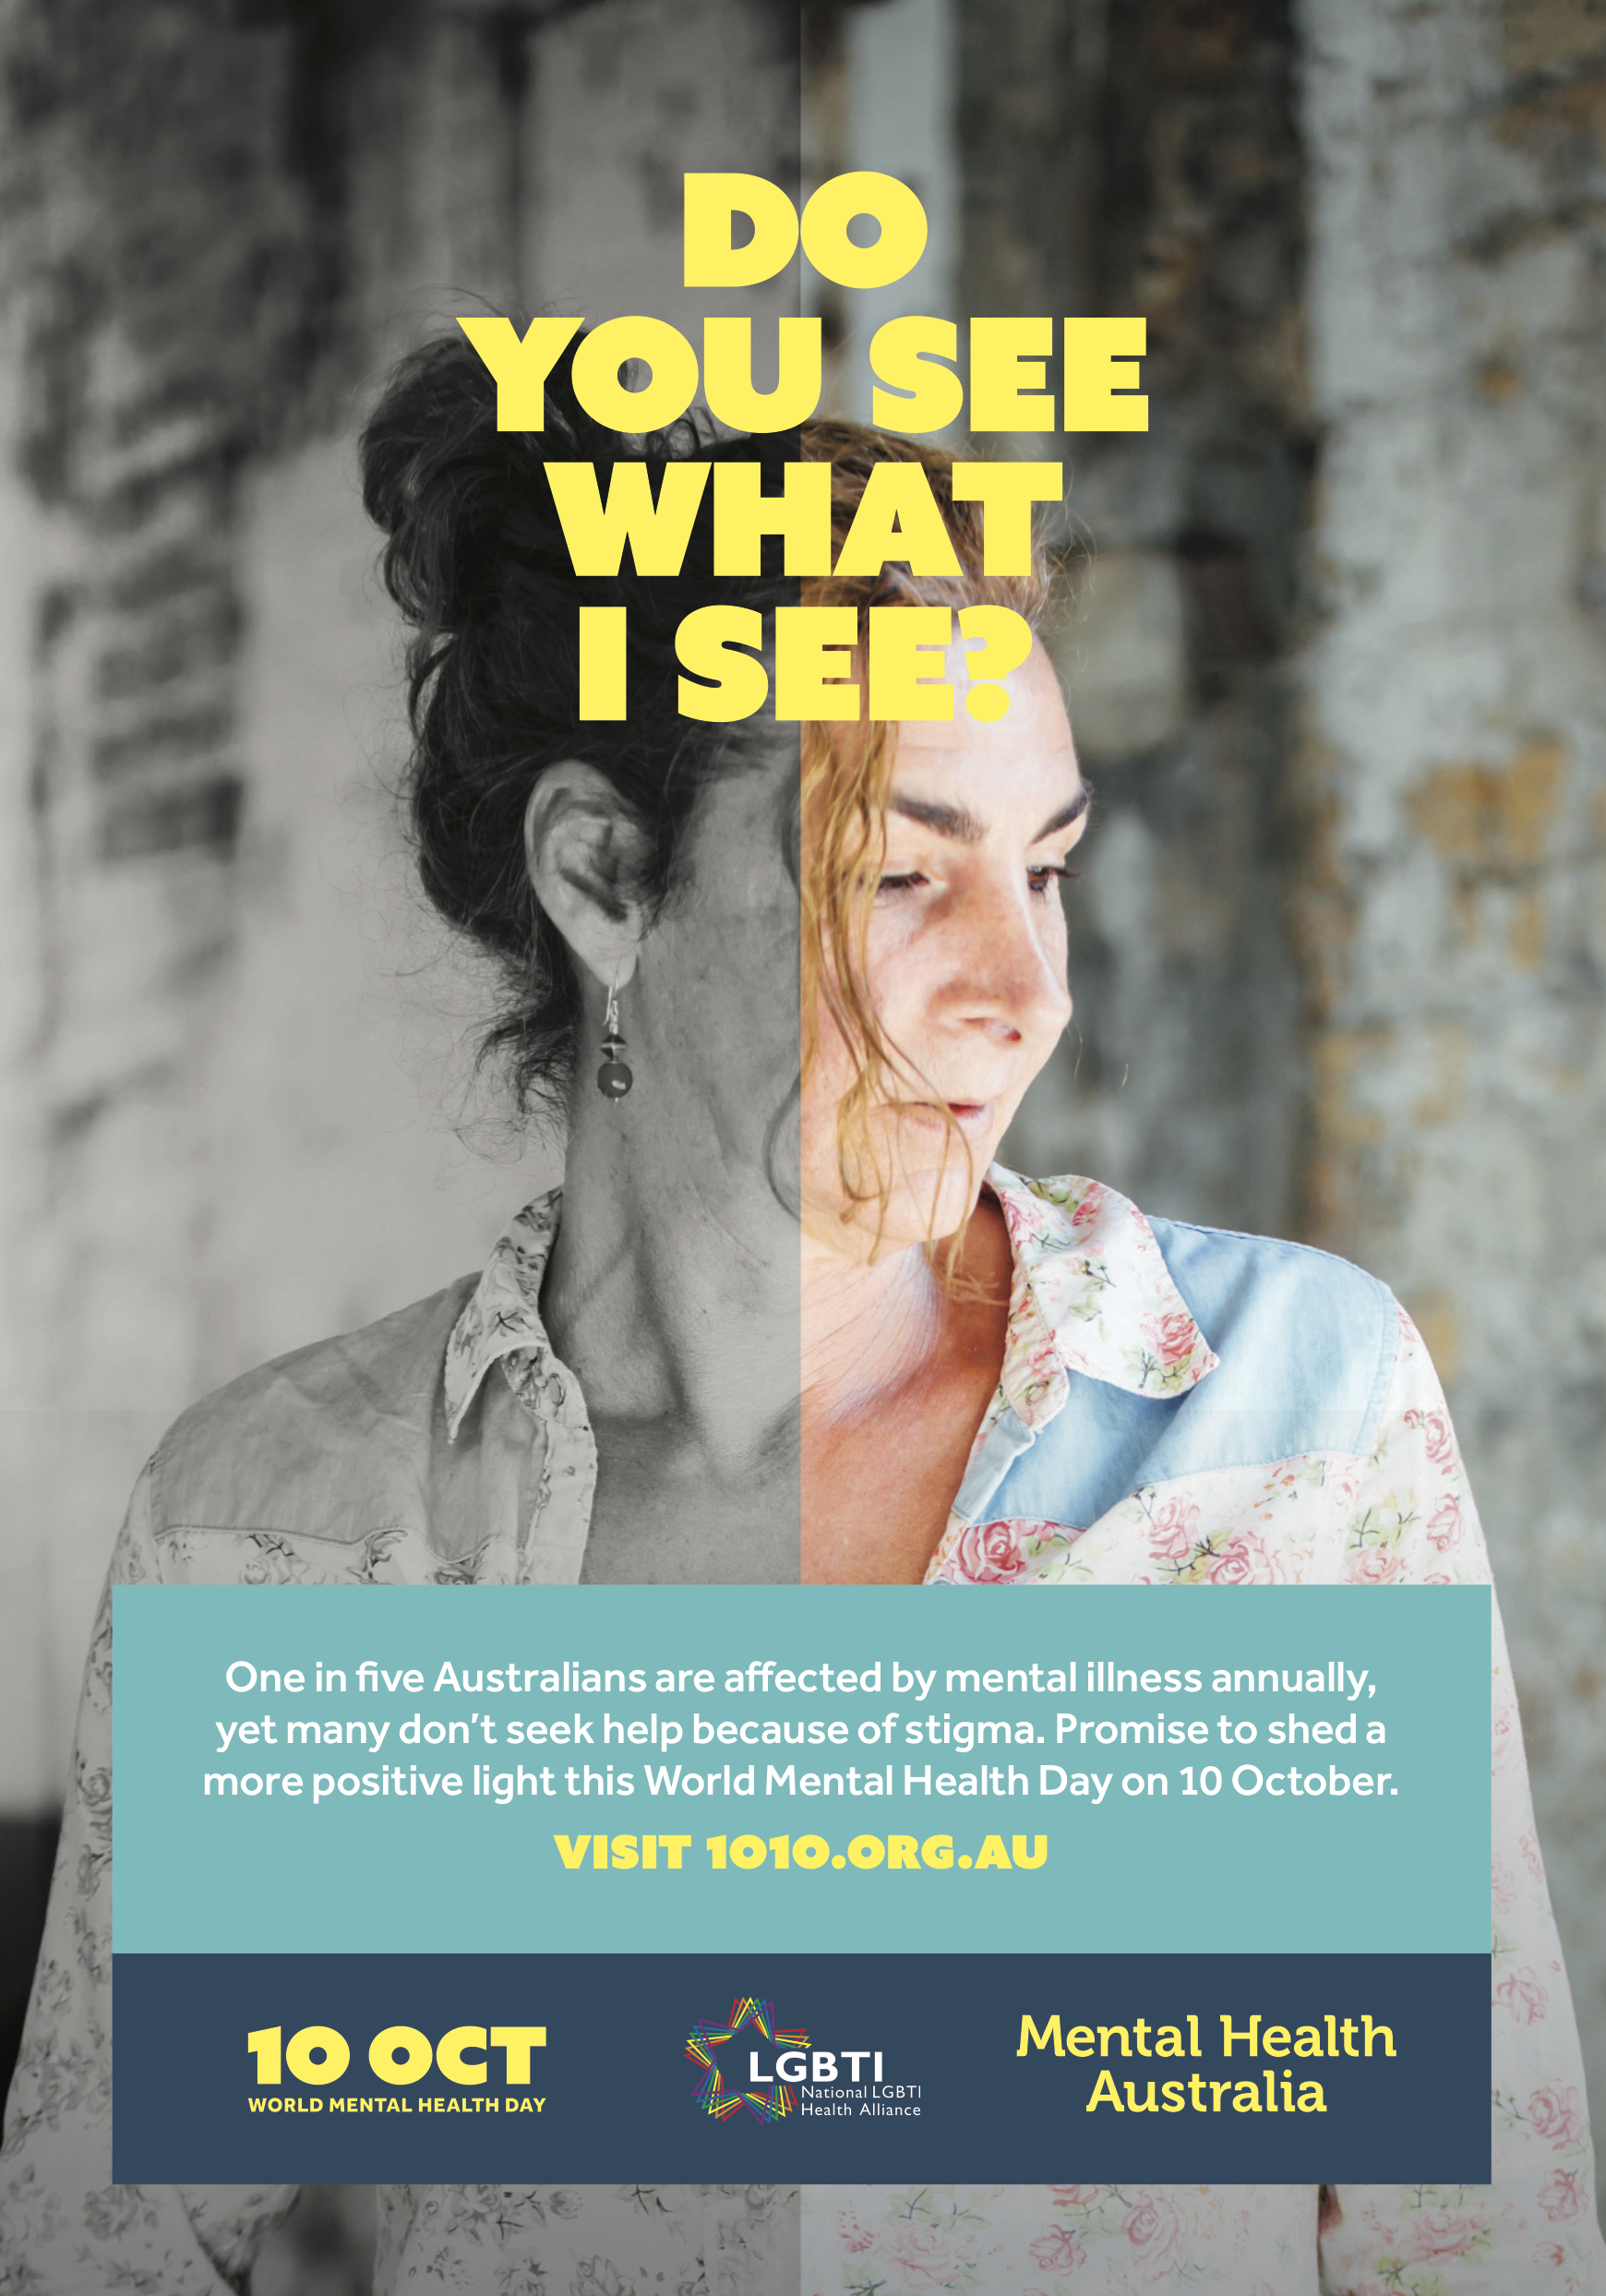 DO
YOU SEE
WHAT
I SEE?
One in five Australians are affected by mental illness annually,
yet many don't seek help because of stigma. Promise to shed a
more positive light this World Mental Health Day on 10 October.
VISIT 1010.ORG.AU
10 OCT
WORLD MENTAL HEALTH DAY
LGBTI
National LGBTI
Health Alliance
Mental Health
Australia